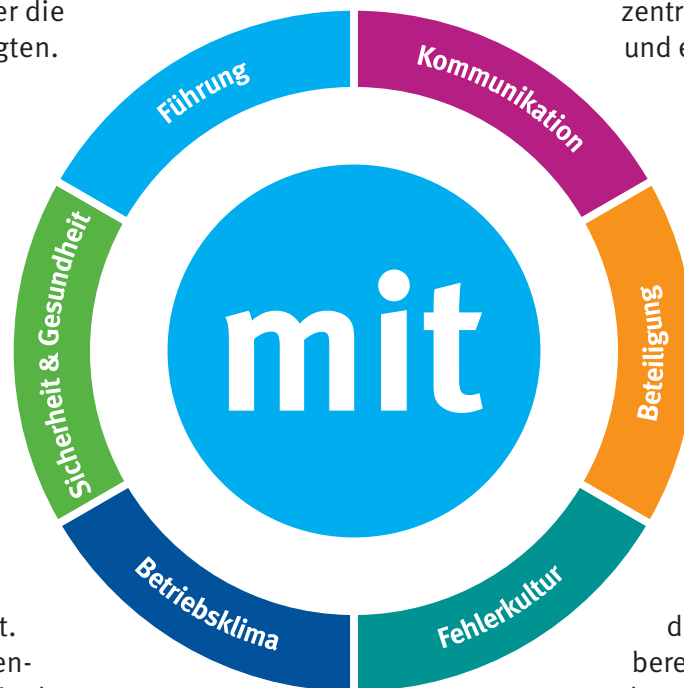 er die
gten.
zentr
und e
Führung
Kommunikation
Sicherheit & Gesundheit
mit
Beteiligung
Betriebsklima
Fehlerkultur
t.
en-
d
bere